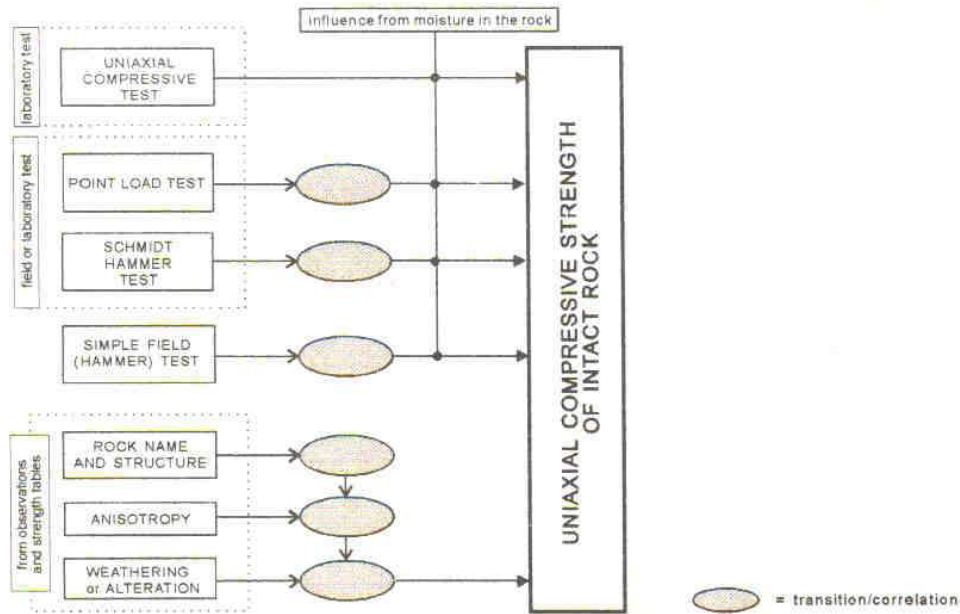 influence from moisture in the rock
laboratory test
UNIAXIAL
COMPRESSIVE
TEST
field or laboratory test
POINT LOAD TEST
SCHMIDT
HAMMER
TEST
SIMPLE FIELD
(HAMMER) TEST
from observations
and strength tables
ROCK NAME
AND STRUCTURE
ANISOTROPY
WEATHERING
or ALTERATION
UNIAXIAL COMPRESSIVE STRENGTH
OF INTACT ROCK
= transition/correlation